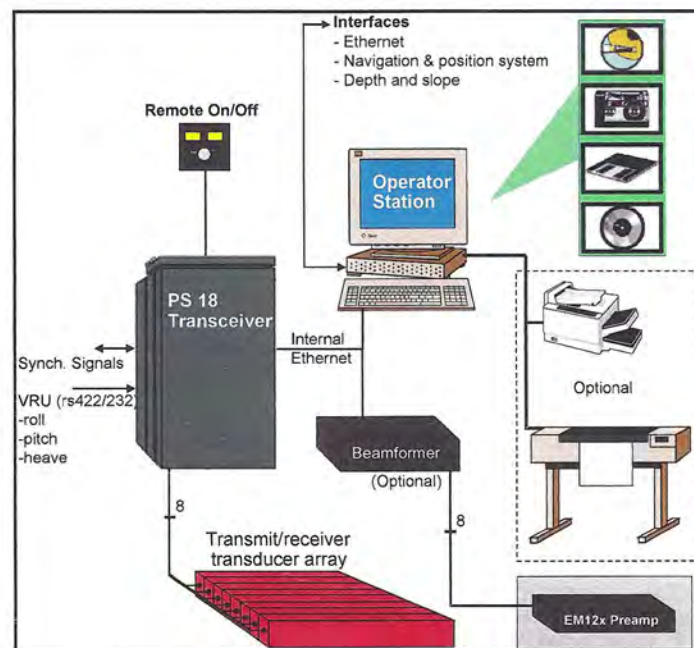 Interfaces
- Ethernet
- Navigation & position system
- Depth and slope
Remote On/Off
Operator
Station
PS 18
Transceiver
Internal
Ethernet
Synch. Signals
VRU (rs422/232)
-roll
-pitch
-heave
Optional
Beamformer
(Optional)
8
8
Transmit/receiver
transducer array
EM12x Preamp